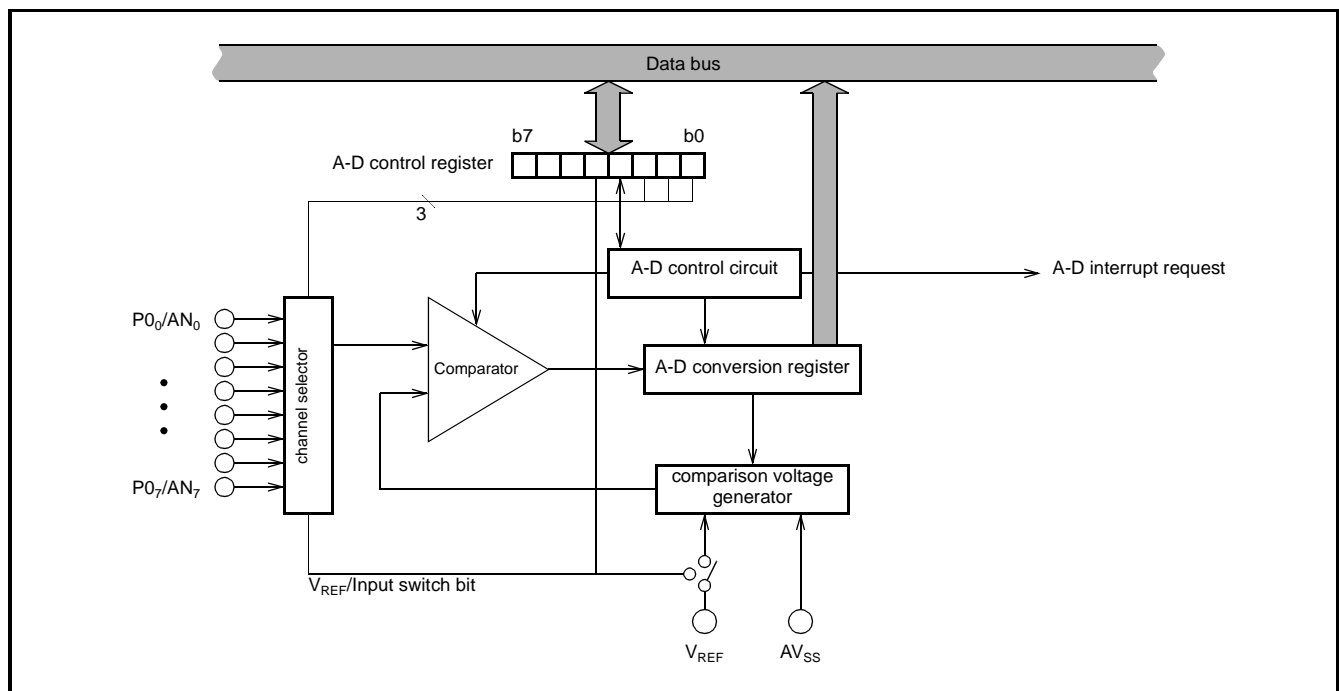 Data bus
b7
b0
A-D control register
3
A-D control circuit
A-D interrupt request
P0₀/AN₀
channel selector
Comparator
A-D conversion register
P0₇/AN₇
comparison voltage
generator
V_REF/Input switch bit
V_REF
AV_SS